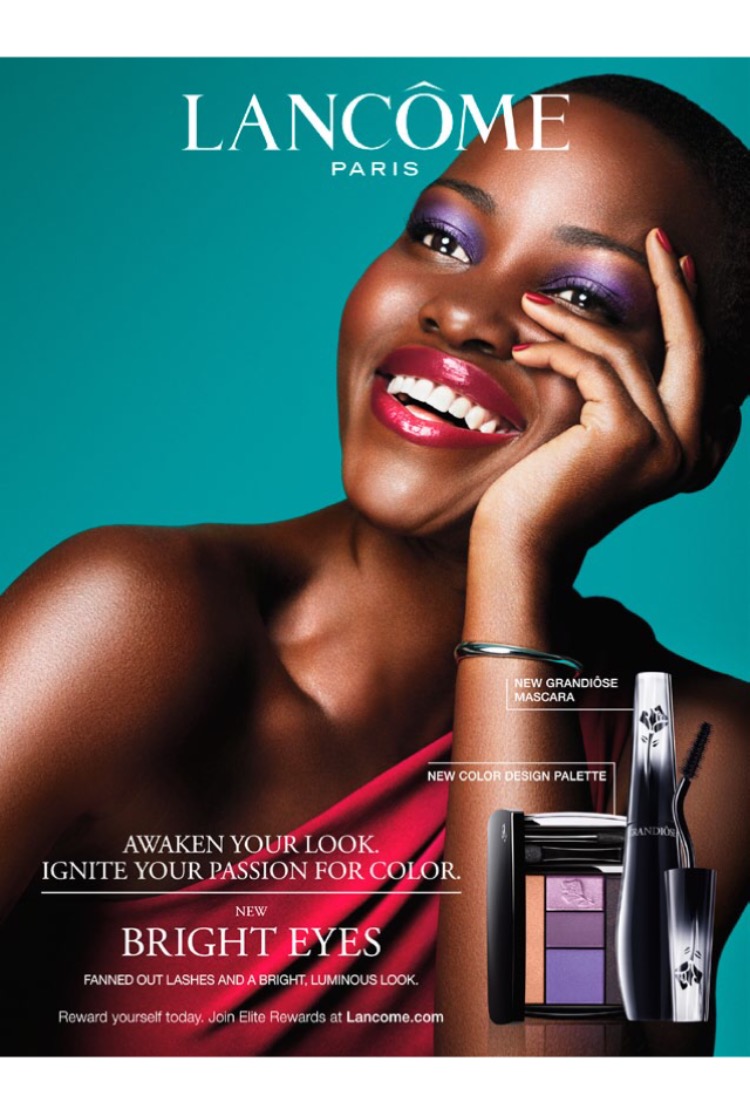 LANCÔME
PARIS
NEW GRANDIÔSE
MASCARA
NEW COLOR DESIGN PALETTE
GRANDIÔSE
AWAKEN YOUR LOOK.
IGNITE YOUR PASSION FOR COLOR.
NEW
BRIGHT EYES
FANNED OUT LASHES AND A BRIGHT, LUMINOUS LOOK.
Reward yourself today. Join Elite Rewards at Lancome.com